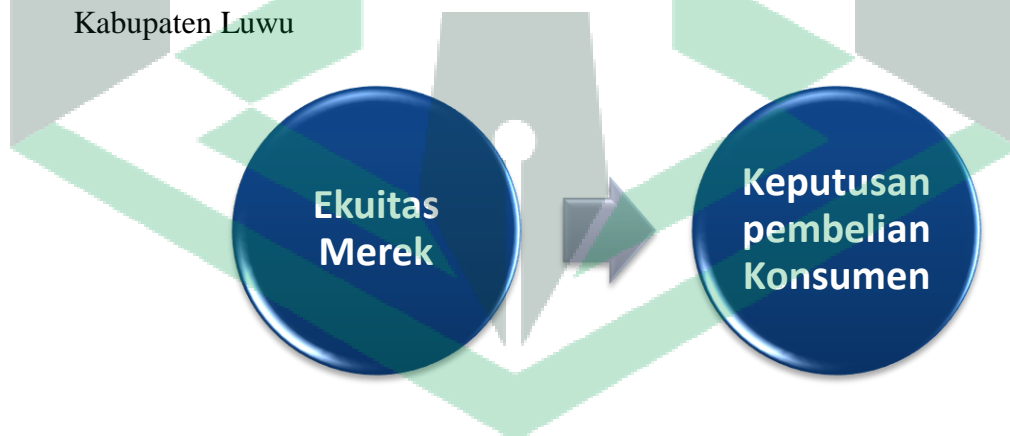 Kabupaten Luwu
Ekuitas
Merek
Keputusan
pembelian
Konsumen